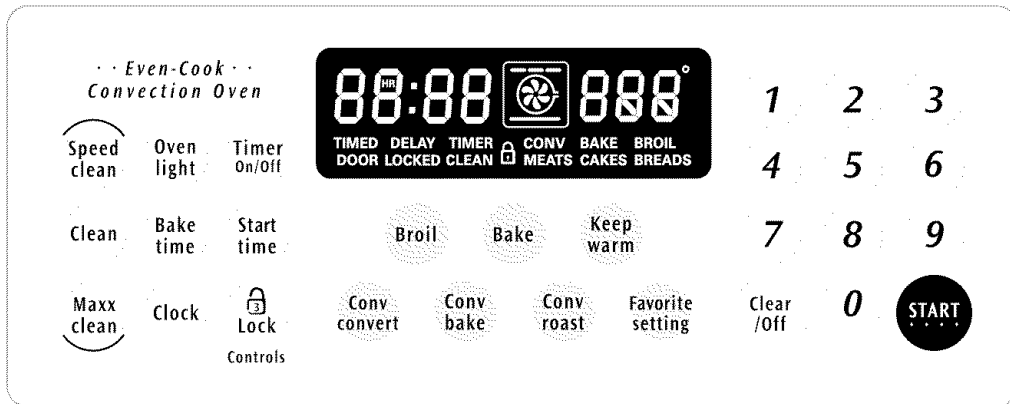 · · Even-Cook · ·
Convection Oven
Speed
clean
Oven
light
Timer
On/Off
Clean
Bake
time
Start
time
Maxx
clean
Clock
3
Lock
Controls
88:88 888°
HR
TIMED DELAY TIMER CONV BAKE BROIL
DOOR LOCKED CLEAN MEATS CAKES BREADS
Broil
Bake
Keep
warm
Conv
convert
Conv
bake
Conv
roast
Favorite
setting
1 2 3
4 5 6
7 8 9
Clear
/Off
0
START